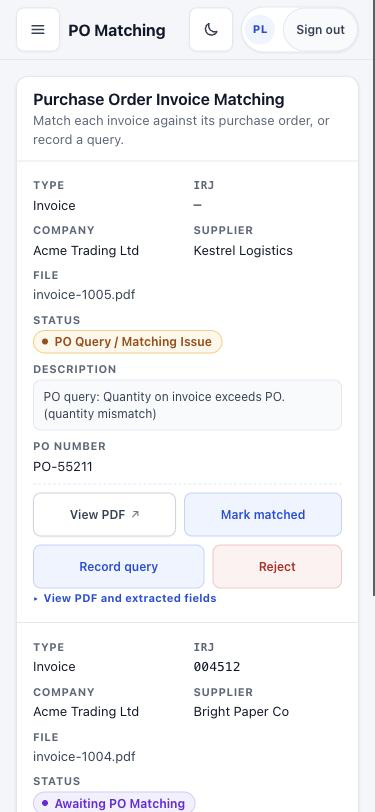 PO Matching
PL
Sign out
Purchase Order Invoice Matching
Match each invoice against its purchase order, or
record a query.
TYPE IRJ
Invoice —
COMPANY SUPPLIER
Acme Trading Ltd Kestrel Logistics
FILE
invoice-1005.pdf
STATUS
PO Query / Matching Issue
DESCRIPTION
PO query: Quantity on invoice exceeds PO.
(quantity mismatch)
PO NUMBER
PO-55211
View PDF ↗ Mark matched
Record query Reject
▸ View PDF and extracted fields
TYPE IRJ
Invoice 004512
COMPANY SUPPLIER
Acme Trading Ltd Bright Paper Co
FILE
invoice-1004.pdf
STATUS
Awaiting PO Matching